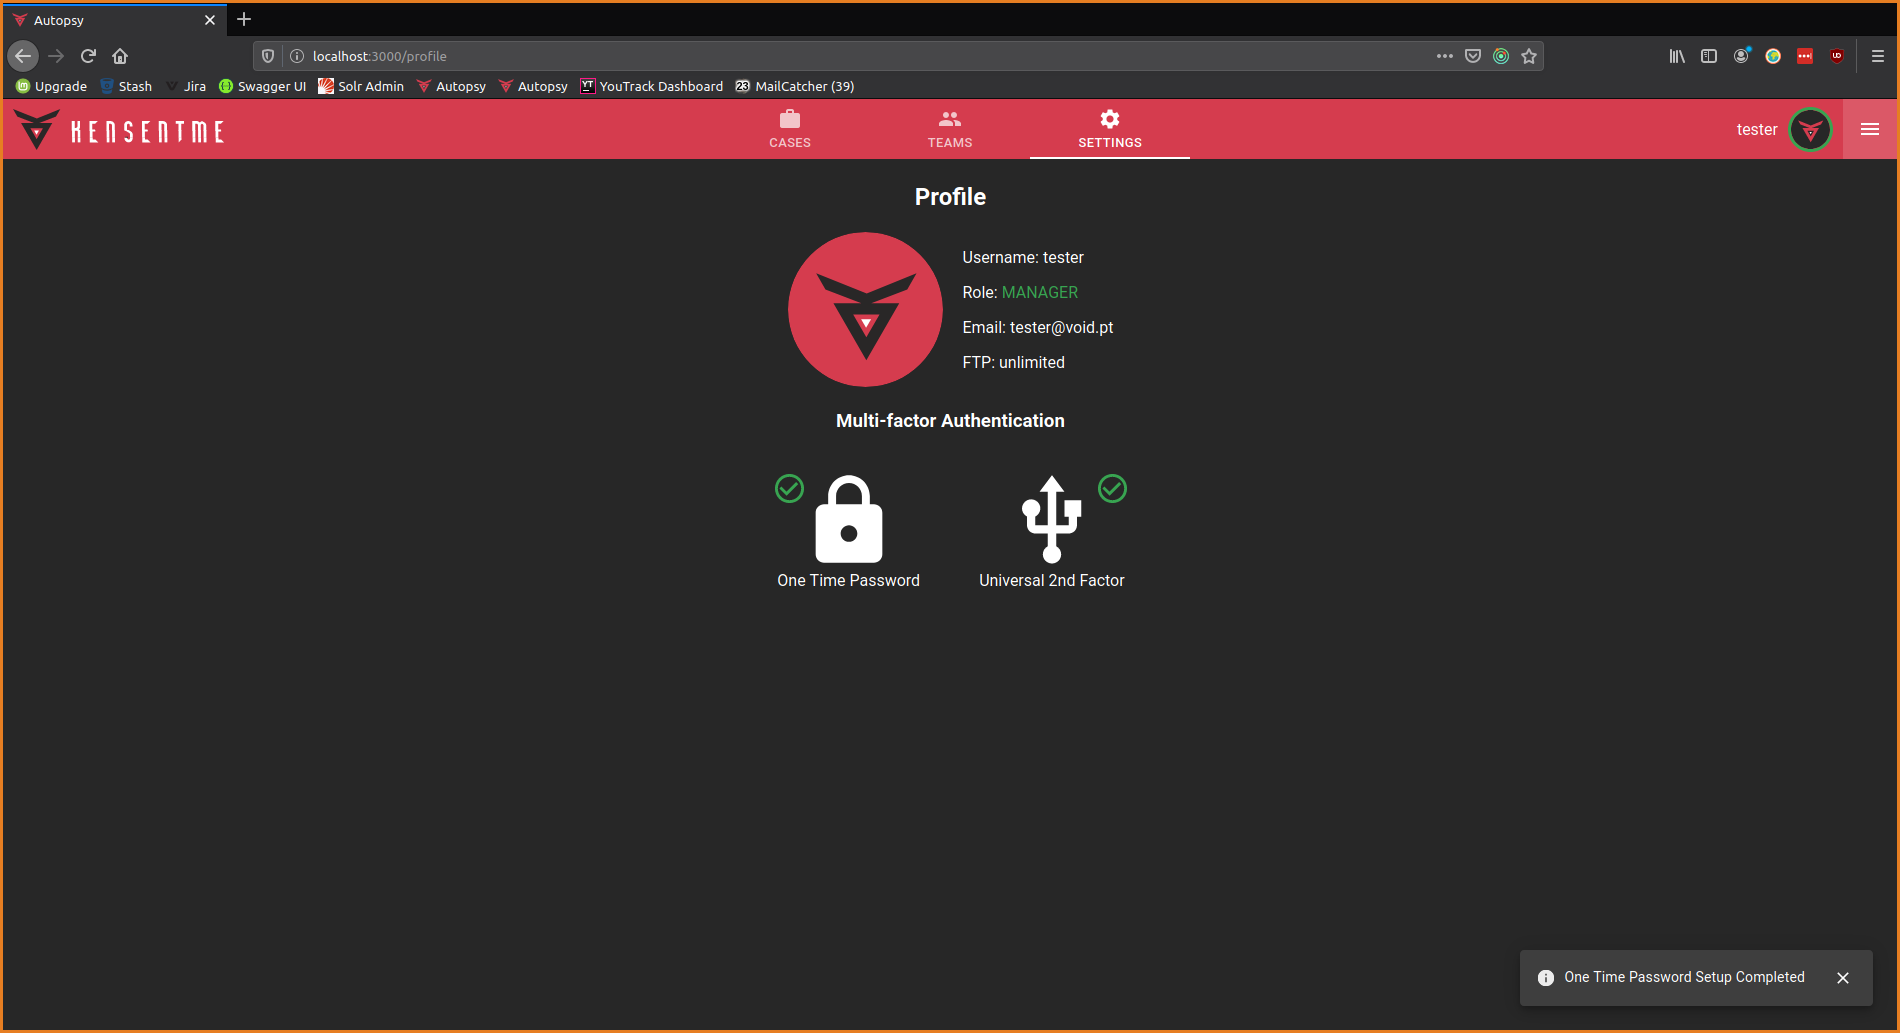 Autopsy
localhost:3000/profile
Upgrade Stash Jira Swagger UI Solr Admin Autopsy Autopsy YT YouTrack Dashboard 23 MailCatcher (39)
KENSENTME CASES TEAMS SETTINGS tester
Profile
Username: tester
Role: MANAGER
Email: tester@void.pt
FTP: unlimited
Multi-factor Authentication
One Time Password Universal 2nd Factor
One Time Password Setup Completed